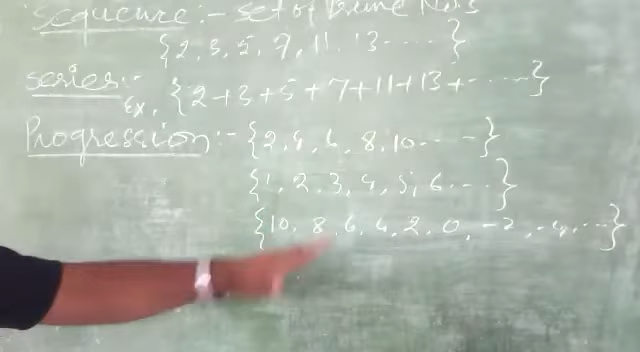 Sequence:- Set of Prime No.s
{2, 3, 5, 7, 11, 13 ..... }
series:-
Ex, {2+3+5+7+11+13+ ......}
Progression:- {2, 4, 6, 8, 10.... - }
{1, 2, 3, 4, 5, 6.... }
{10, 8, 6, 4, 2, 0, -2, -4, ...}